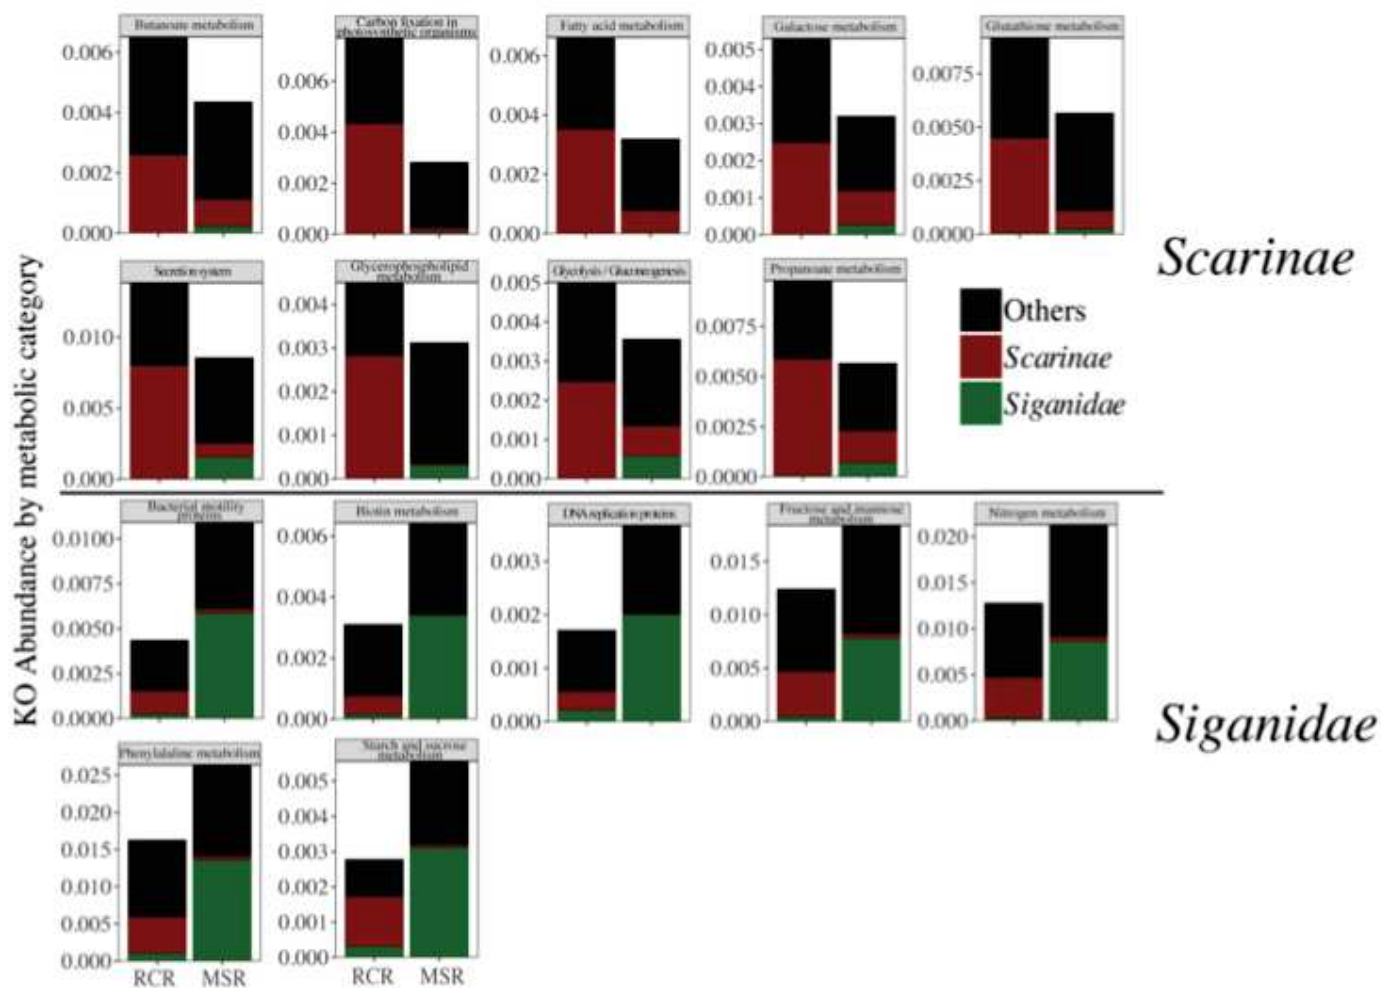 KO Abundance by metabolic category
Butanoate metabolism
0.006
0.004
0.002
0.000
Carbon fixation in
photosynthetic organisms
0.006
0.004
0.002
0.000
Fatty acid metabolism
0.006
0.004
0.002
0.000
Galactose metabolism
0.005
0.004
0.003
0.002
0.001
0.000
Glutathione metabolism
0.0075
0.0050
0.0025
0.0000
Scarinae
Secretion system
0.010
0.005
0.000
Glycerophospholipid
metabolism
0.004
0.003
0.002
0.001
0.000
Glycolysis / Gluconeogenesis
0.005
0.004
0.003
0.002
0.001
0.000
Propanoate metabolism
0.0075
0.0050
0.0025
0.0000
Others
Scarinae
Siganidae
Bacterial motility
proteins
0.0100
0.0075
0.0050
0.0025
0.0000
Biotin metabolism
0.006
0.004
0.002
0.000
DNA replication proteins
0.003
0.002
0.001
0.000
Fructose and mannose
metabolism
0.015
0.010
0.005
0.000
Nitrogen metabolism
0.020
0.015
0.010
0.005
0.000
Siganidae
Phenylalaline metabolism
0.025
0.020
0.015
0.010
0.005
0.000
RCR MSR
Starch and sucrose
metabolism
0.005
0.004
0.003
0.002
0.001
0.000
RCR MSR